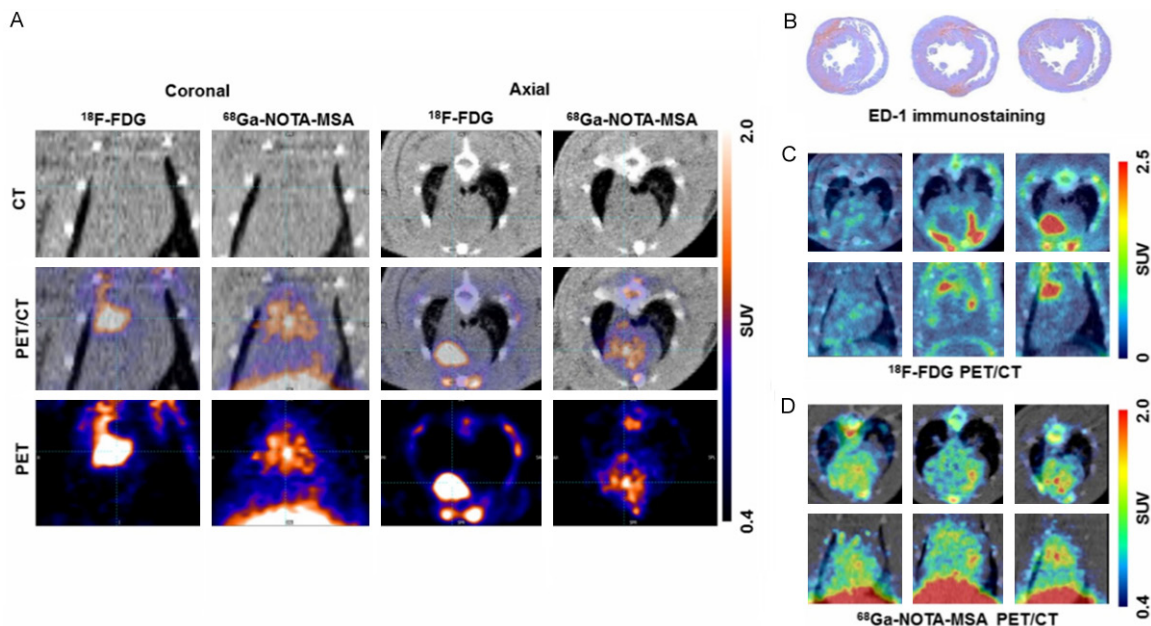 A
Coronal
Axial
¹⁸F-FDG
⁶⁸Ga-NOTA-MSA
¹⁸F-FDG
⁶⁸Ga-NOTA-MSA
CT
PET/CT
PET
2.0
SUV
0.4
B
ED-1 immunostaining
C
2.5
SUV
0
¹⁸F-FDG PET/CT
D
2.0
SUV
0.4
⁶⁸Ga-NOTA-MSA PET/CT